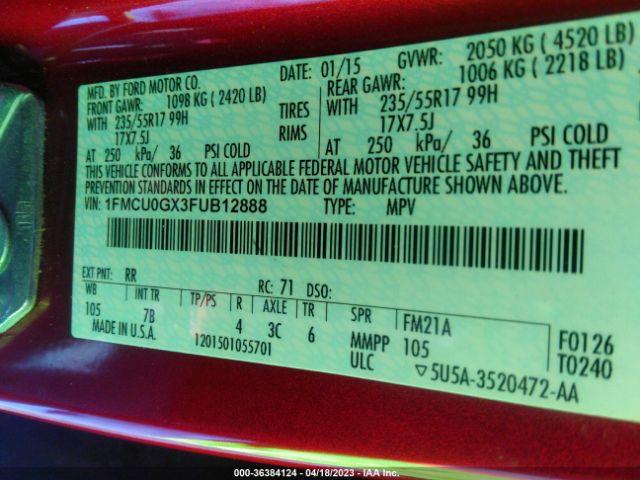 MFD. BY FORD MOTOR CO. DATE: 01/15 GVWR: 2050 KG ( 4520 LB)
FRONT GAWR: 1098 KG ( 2420 LB) REAR GAWR: 1006 KG ( 2218 LB)
WITH 235/55R17 99H TIRES WITH 235/55R17 99H
17X7.5J RIMS 17X7.5J
AT 250 kPa/ 36 PSI COLD AT 250 kPa/ 36 PSI COLD
THIS VEHICLE CONFORMS TO ALL APPLICABLE FEDERAL MOTOR VEHICLE SAFETY AND THEFT
PREVENTION STANDARDS IN EFFECT ON THE DATE OF MANUFACTURE SHOWN ABOVE.
VIN: 1FMCU0GX3FUB12888 TYPE: MPV
EXT PNT: RR RC: 71 DSO:
WB INT TR TP/PS R AXLE TR SPR FM21A
105 7B 4 3C 6 MMPP 105 F0126
MADE IN U.S.A. 1201501055701 ULC ▽5U5A-3520472-AA T0240
000-36384124 - 04/18/2023 - IAA Inc.